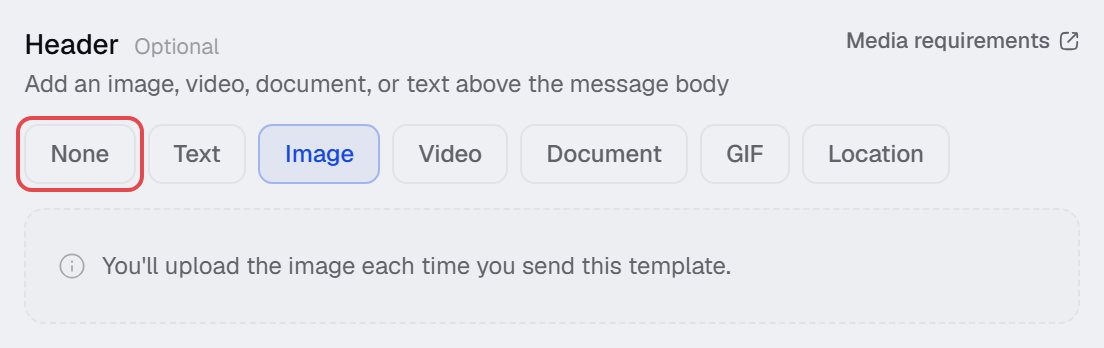 Header Optional Media requirements
Add an image, video, document, or text above the message body
None Text Image Video Document GIF Location
You'll upload the image each time you send this template.